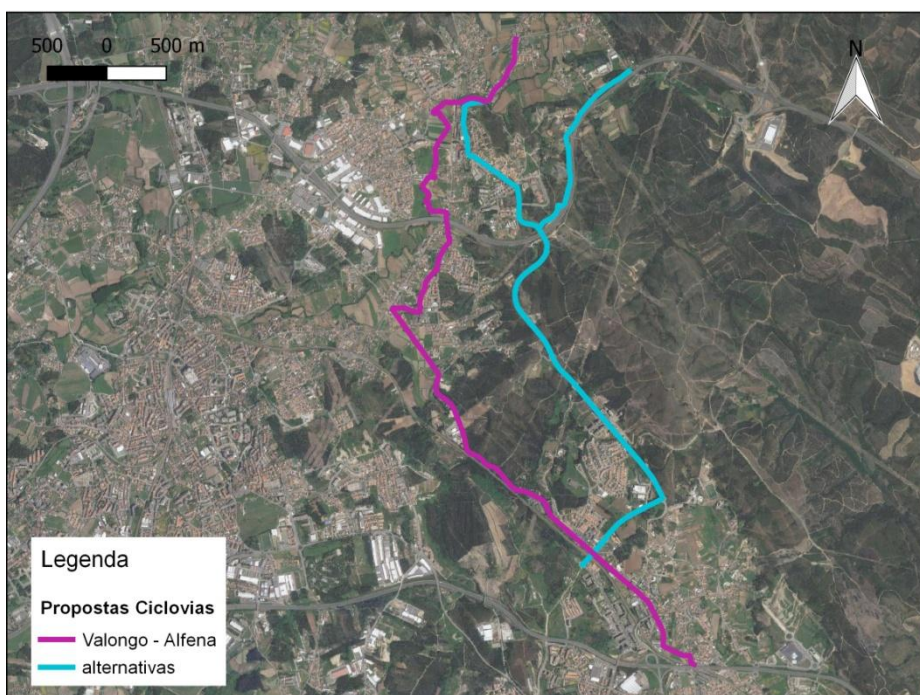 500 0 500 m
N
Legenda
Propostas Ciclovias
Valongo - Alfena
alternativas